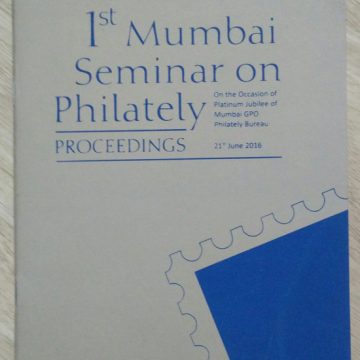 1st Mumbai
Seminar on
Philately
On the Occasion of
Platinum Jubilee of
Mumbai GPO
Philately Bureau
PROCEEDINGS
21st June 2016